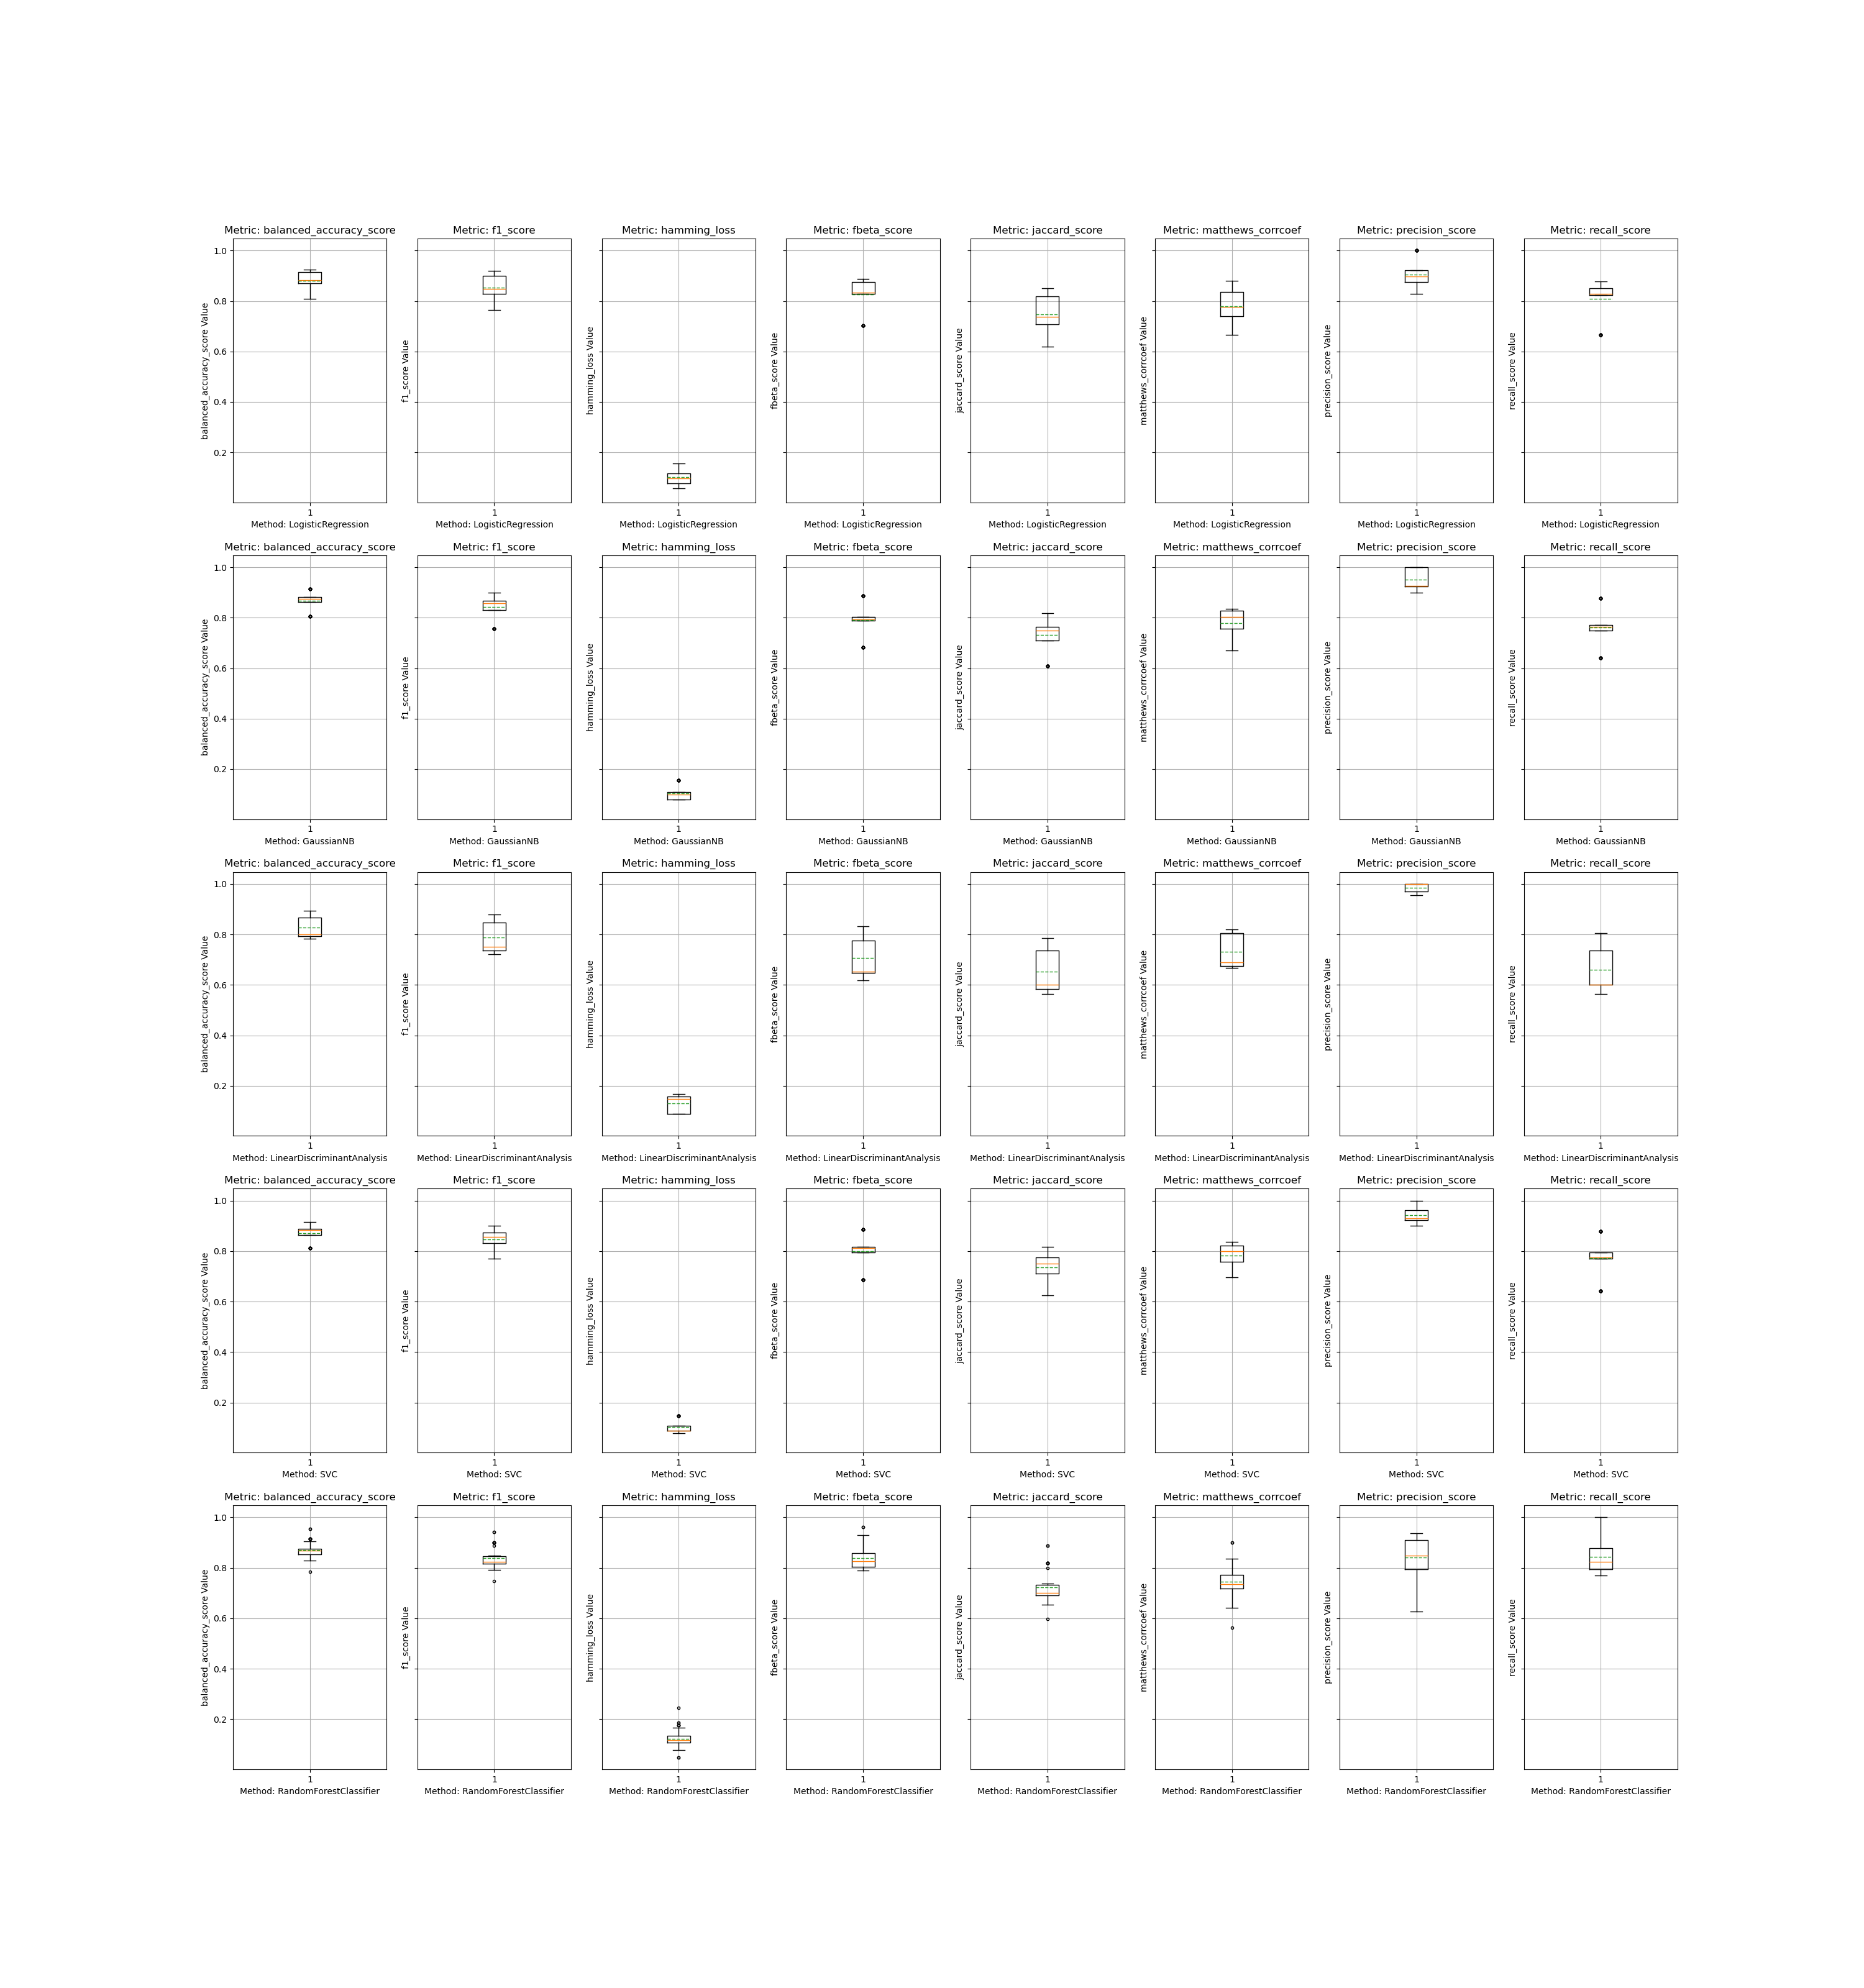 Metric: balanced_accuracy_score Metric: f1_score Metric: hamming_loss Metric: fbeta_score Metric: jaccard_score Metric: matthews_corrcoef Metric: precision_score Metric: recall_score
1.0
0.8
0.6
0.4
0.2
balanced_accuracy_score Value
f1_score Value
hamming_loss Value
fbeta_score Value
jaccard_score Value
matthews_corrcoef Value
precision_score Value
recall_score Value
1 1 1 1 1 1 1 1
Method: LogisticRegression Method: LogisticRegression Method: LogisticRegression Method: LogisticRegression Method: LogisticRegression Method: LogisticRegression Method: LogisticRegression Method: LogisticRegression
Metric: balanced_accuracy_score Metric: f1_score Metric: hamming_loss Metric: fbeta_score Metric: jaccard_score Metric: matthews_corrcoef Metric: precision_score Metric: recall_score
1.0
0.8
0.6
0.4
0.2
balanced_accuracy_score Value
f1_score Value
hamming_loss Value
fbeta_score Value
jaccard_score Value
matthews_corrcoef Value
precision_score Value
recall_score Value
1 1 1 1 1 1 1 1
Method: GaussianNB Method: GaussianNB Method: GaussianNB Method: GaussianNB Method: GaussianNB Method: GaussianNB Method: GaussianNB Method: GaussianNB
Metric: balanced_accuracy_score Metric: f1_score Metric: hamming_loss Metric: fbeta_score Metric: jaccard_score Metric: matthews_corrcoef Metric: precision_score Metric: recall_score
1.0
0.8
0.6
0.4
0.2
balanced_accuracy_score Value
f1_score Value
hamming_loss Value
fbeta_score Value
jaccard_score Value
matthews_corrcoef Value
precision_score Value
recall_score Value
1 1 1 1 1 1 1 1
Method: LinearDiscriminantAnalysis Method: LinearDiscriminantAnalysis Method: LinearDiscriminantAnalysis Method: LinearDiscriminantAnalysis Method: LinearDiscriminantAnalysis Method: LinearDiscriminantAnalysis Method: LinearDiscriminantAnalysis Method: LinearDiscriminantAnalysis
Metric: balanced_accuracy_score Metric: f1_score Metric: hamming_loss Metric: fbeta_score Metric: jaccard_score Metric: matthews_corrcoef Metric: precision_score Metric: recall_score
1.0
0.8
0.6
0.4
0.2
balanced_accuracy_score Value
f1_score Value
hamming_loss Value
fbeta_score Value
jaccard_score Value
matthews_corrcoef Value
precision_score Value
recall_score Value
1 1 1 1 1 1 1 1
Method: SVC Method: SVC Method: SVC Method: SVC Method: SVC Method: SVC Method: SVC Method: SVC
Metric: balanced_accuracy_score Metric: f1_score Metric: hamming_loss Metric: fbeta_score Metric: jaccard_score Metric: matthews_corrcoef Metric: precision_score Metric: recall_score
1.0
0.8
0.6
0.4
0.2
balanced_accuracy_score Value
f1_score Value
hamming_loss Value
fbeta_score Value
jaccard_score Value
matthews_corrcoef Value
precision_score Value
recall_score Value
1 1 1 1 1 1 1 1
Method: RandomForestClassifier Method: RandomForestClassifier Method: RandomForestClassifier Method: RandomForestClassifier Method: RandomForestClassifier Method: RandomForestClassifier Method: RandomForestClassifier Method: RandomForestClassifier